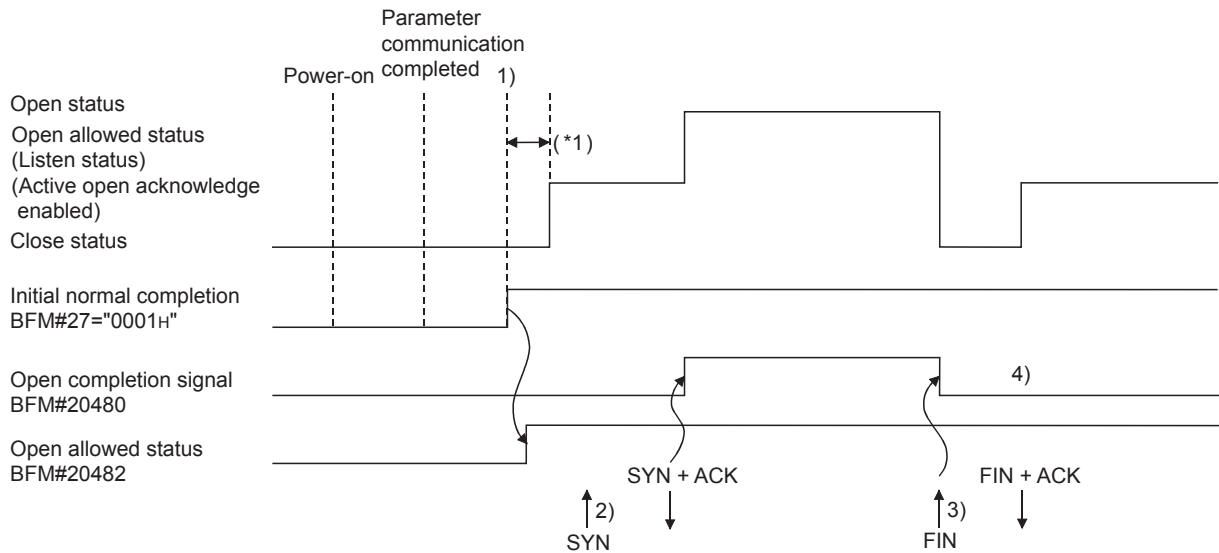 Parameter
communication
completed
Power-on
1)
Open status
Open allowed status
(Listen status)
(Active open acknowledge
enabled)
Close status
(*1)
Initial normal completion
BFM#27="0001H"
Open completion signal
BFM#20480
4)
Open allowed status
BFM#20482
SYN + ACK
FIN + ACK
2)
3)
SYN
FIN